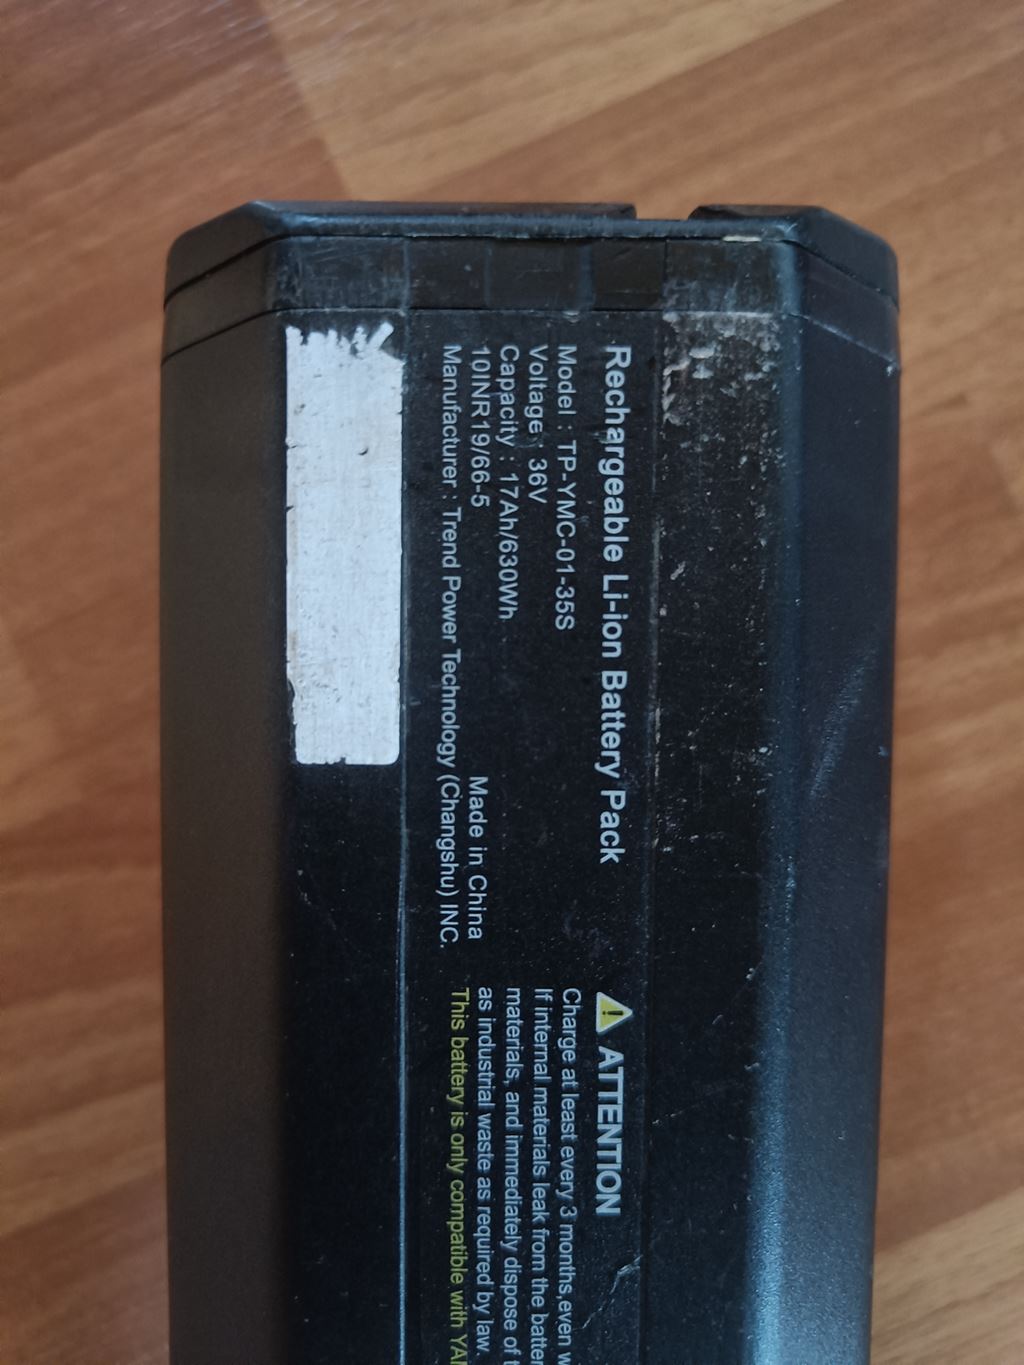 Rechargeable Li-ion Battery Pack
Model : TP-YMC-01-35S
Voltage : 36V
Capacity : 17Ah/630Wh
10INR19/66-5
Made in China
Manufacturer : Trend Power Technology (Changshu) INC.
ATTENTION
Charge at least every 3 months,even
If internal materials leak from the
materials, and immediately dispose of
as industrial waste as required by law.
This battery is only compatible with